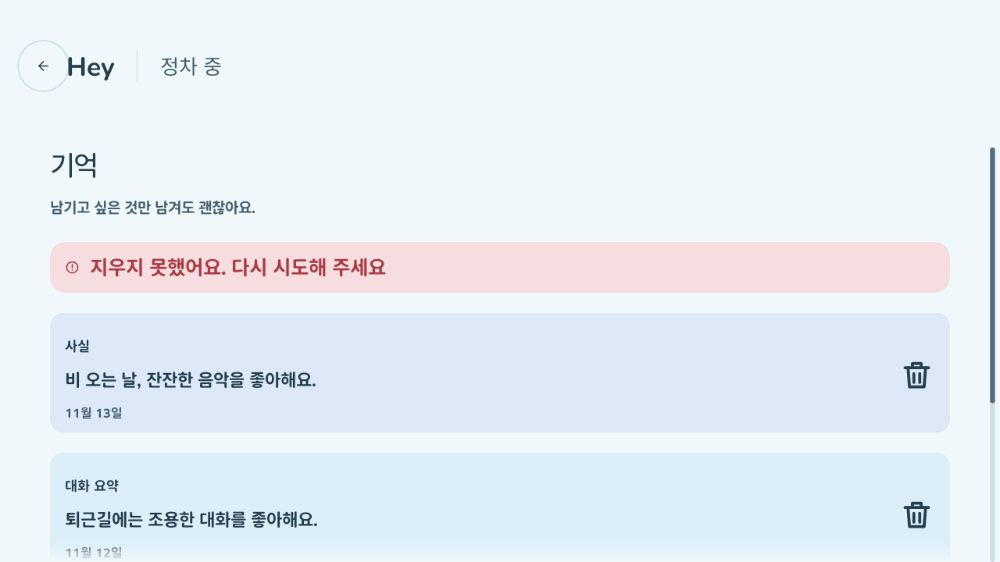 Hey
정차 중
기억
남기고 싶은 것만 남겨도 괜찮아요.
지우지 못했어요. 다시 시도해 주세요
사실
비 오는 날, 잔잔한 음악을 좋아해요.
11월 13일
대화 요약
퇴근길에는 조용한 대화를 좋아해요.
11월 12일